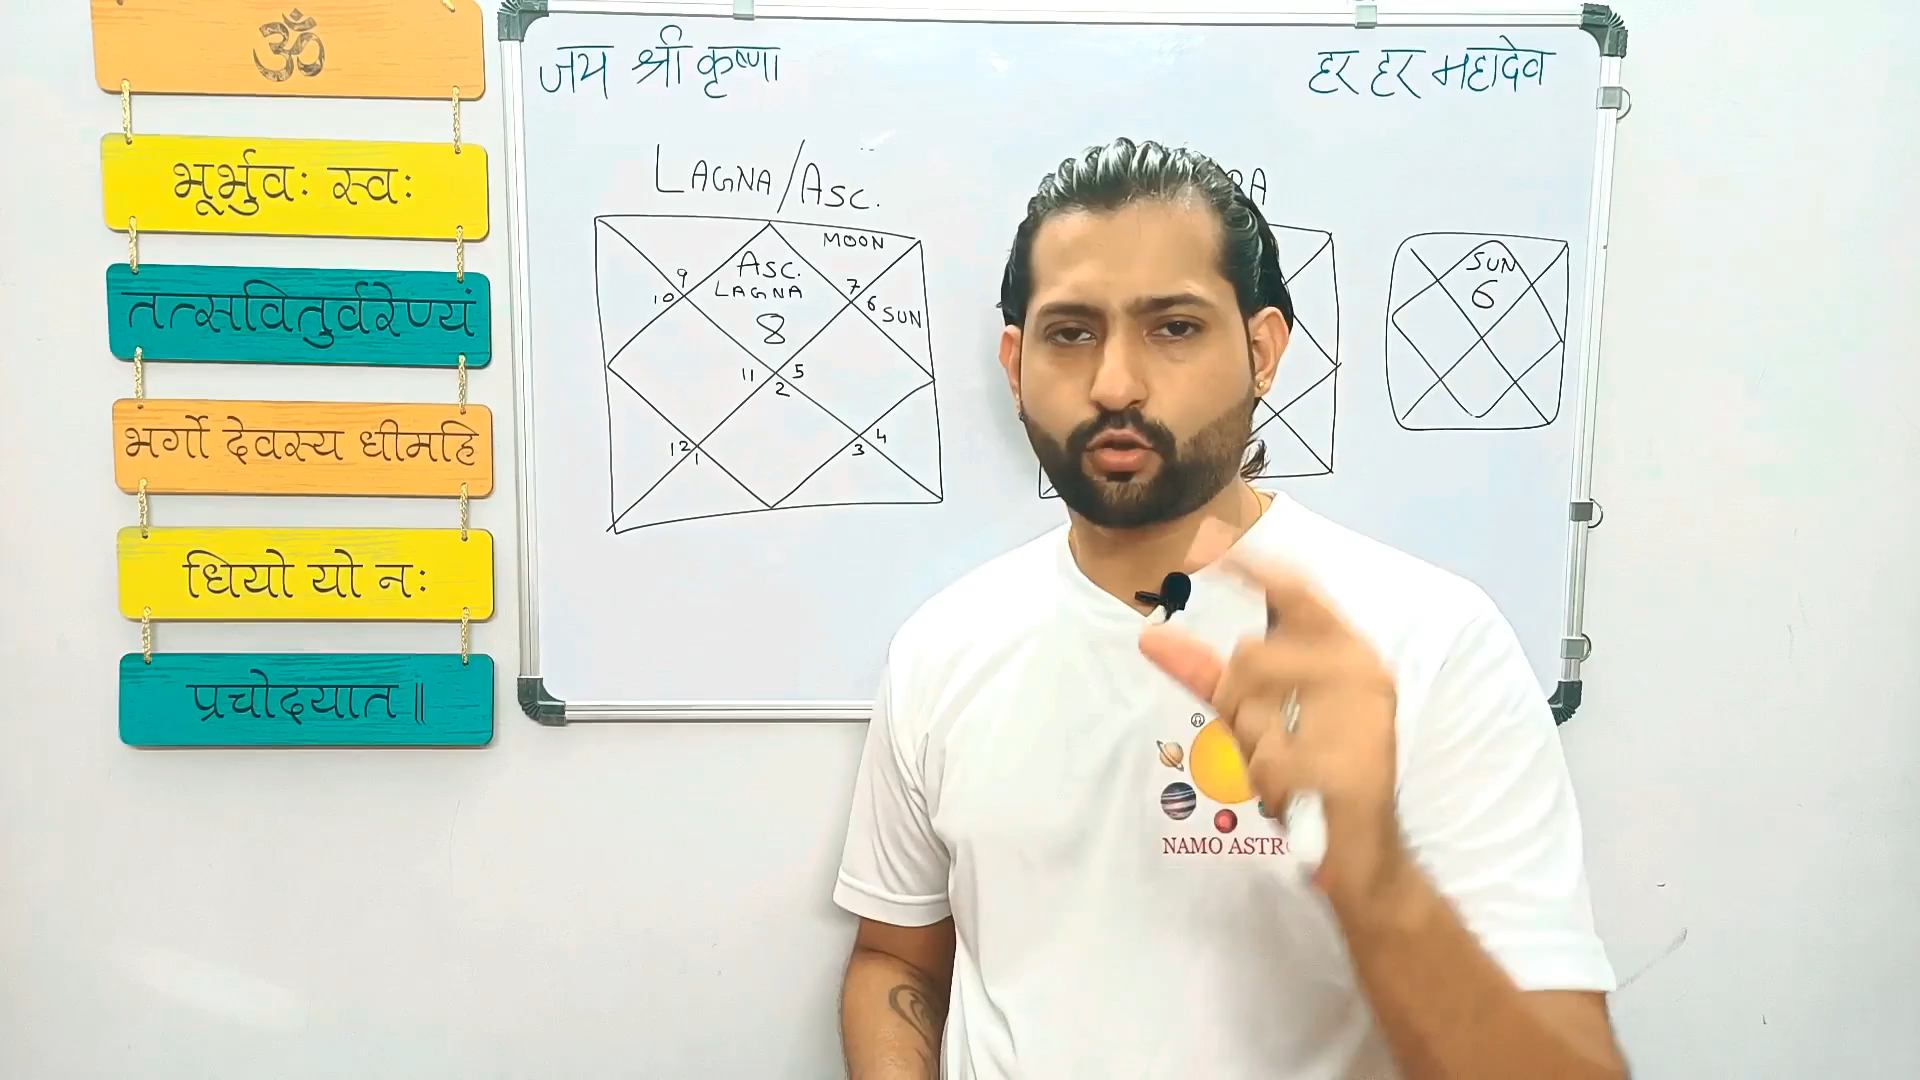 ॐ
भूर्भुवः स्वः
तत्सवितुर्वरेण्यं
भर्गो देवस्य धीमहि
धियो यो नः
प्रचोदयात॥
जय श्री कृष्णा
हर हर महादेव
LAGNA/ASC.
MOON
ASC.
LAGNA
8
9
10
7
6 SUN
11
5
2
12
1
4
3
SUN
6
NAMO ASTR